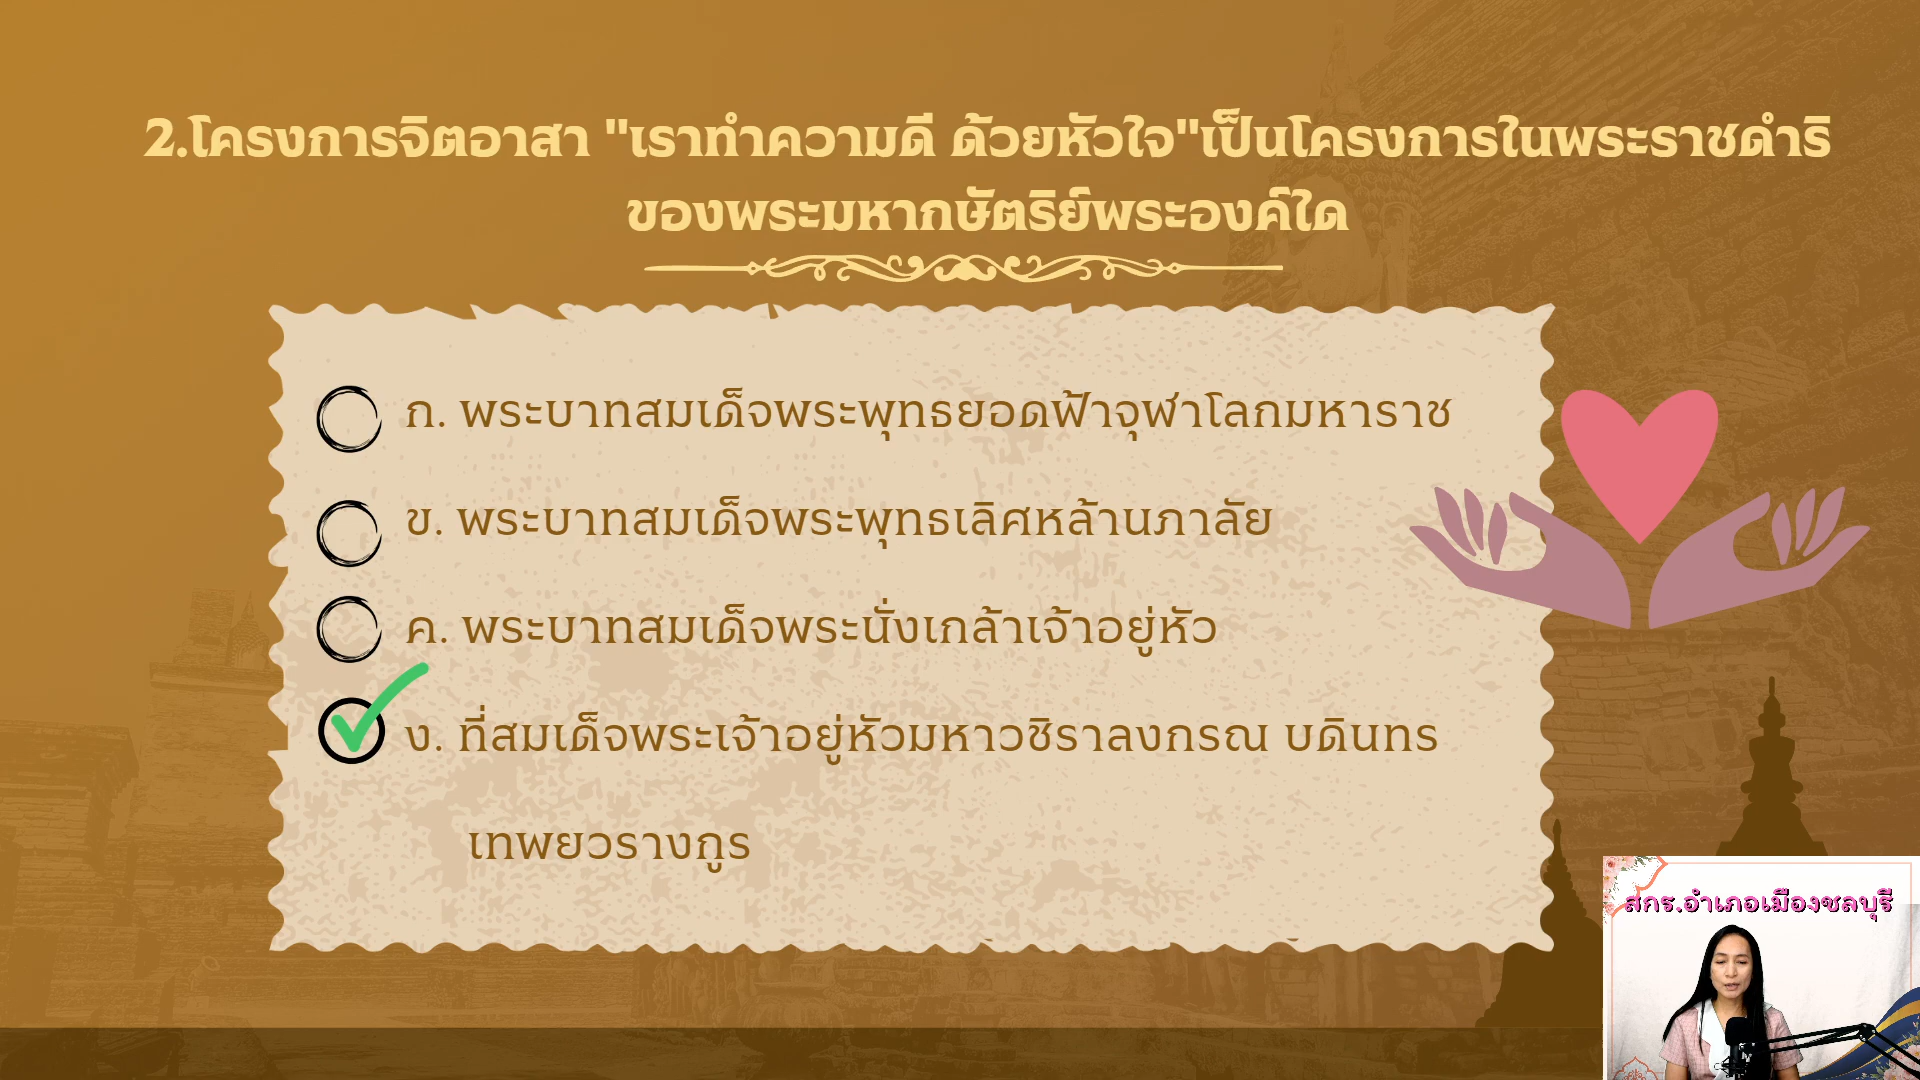 2.โครงการจิตอาสา "เราทำความดี ด้วยหัวใจ"เป็นโครงการในพระราชดำริ
ของพระมหากษัตริย์พระองค์ใด
ก. พระบาทสมเด็จพระพุทธยอดฟ้าจุฬาโลกมหาราช
ข. พระบาทสมเด็จพระพุทธเลิศหล้านภาลัย
ค. พระบาทสมเด็จพระนั่งเกล้าเจ้าอยู่หัว
ง. ที่สมเด็จพระเจ้าอยู่หัวมหาวชิราลงกรณ บดินทร
เทพยวรางกูร
สกร.อำเภอเมืองชลบุรี